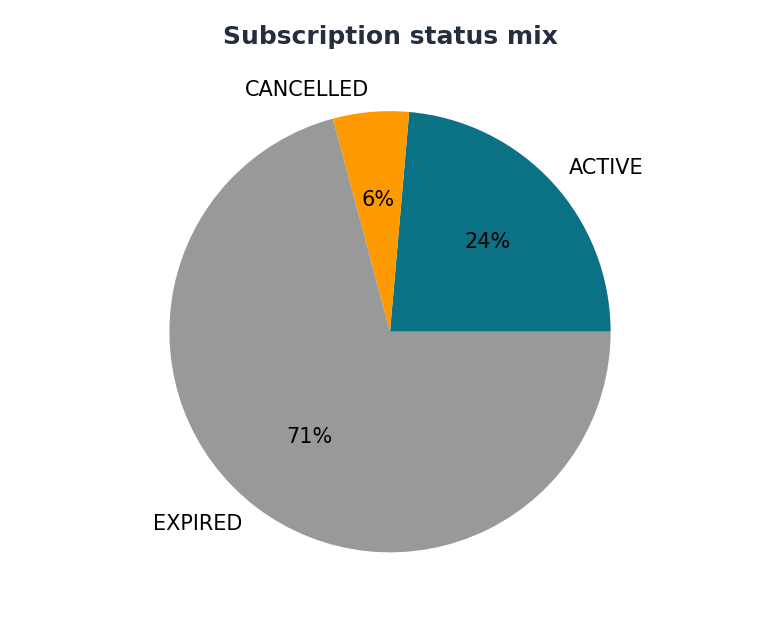 Subscription status mix
CANCELLED
ACTIVE
6%
24%
71%
EXPIRED